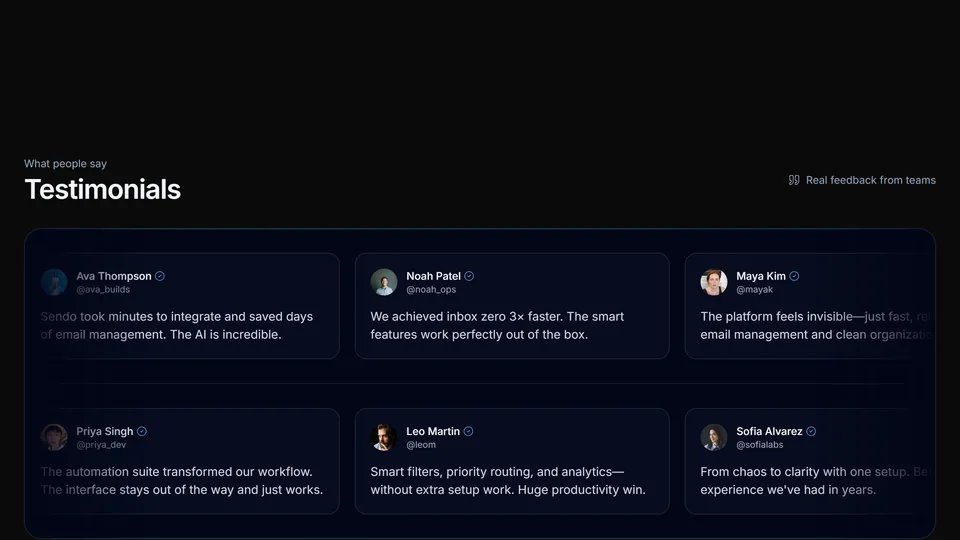 What people say
Testimonials
Real feedback from teams
Ava Thompson
@ava_builds
Sendo took minutes to integrate and saved days
of email management. The AI is incredible.
Noah Patel
@noah_ops
We achieved inbox zero 3× faster. The smart
features work perfectly out of the box.
Maya Kim
@mayak
The platform feels invisible—just fast,
email management and clean
Priya Singh
@priya_dev
The automation suite transformed our workflow.
The interface stays out of the way and just works.
Leo Martin
@leom
Smart filters, priority routing, and analytics—
without extra setup work. Huge productivity win.
Sofia Alvarez
@sofialabs
From chaos to clarity with one setup.
experience we've had in years.